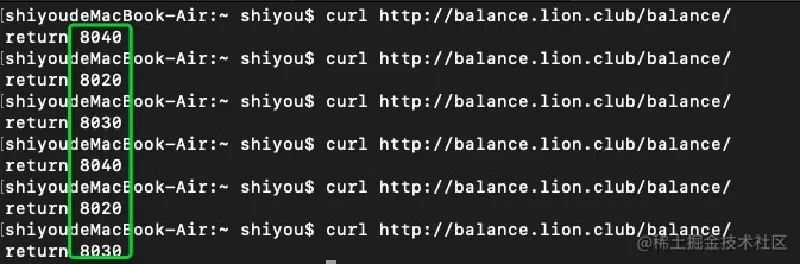 [shiyoudeMacBook-Air:~ shiyou$ curl http://balance.lion.club/balance/
return 8040
[shiyoudeMacBook-Air:~ shiyou$ curl http://balance.lion.club/balance/
return 8020
[shiyoudeMacBook-Air:~ shiyou$ curl http://balance.lion.club/balance/
return 8030
[shiyoudeMacBook-Air:~ shiyou$ curl http://balance.lion.club/balance/
return 8040
[shiyoudeMacBook-Air:~ shiyou$ curl http://balance.lion.club/balance/
return 8020
[shiyoudeMacBook-Air:~ shiyou$ curl http://balance.lion.club/balance/
return 8030
@稀土掘金技术社区